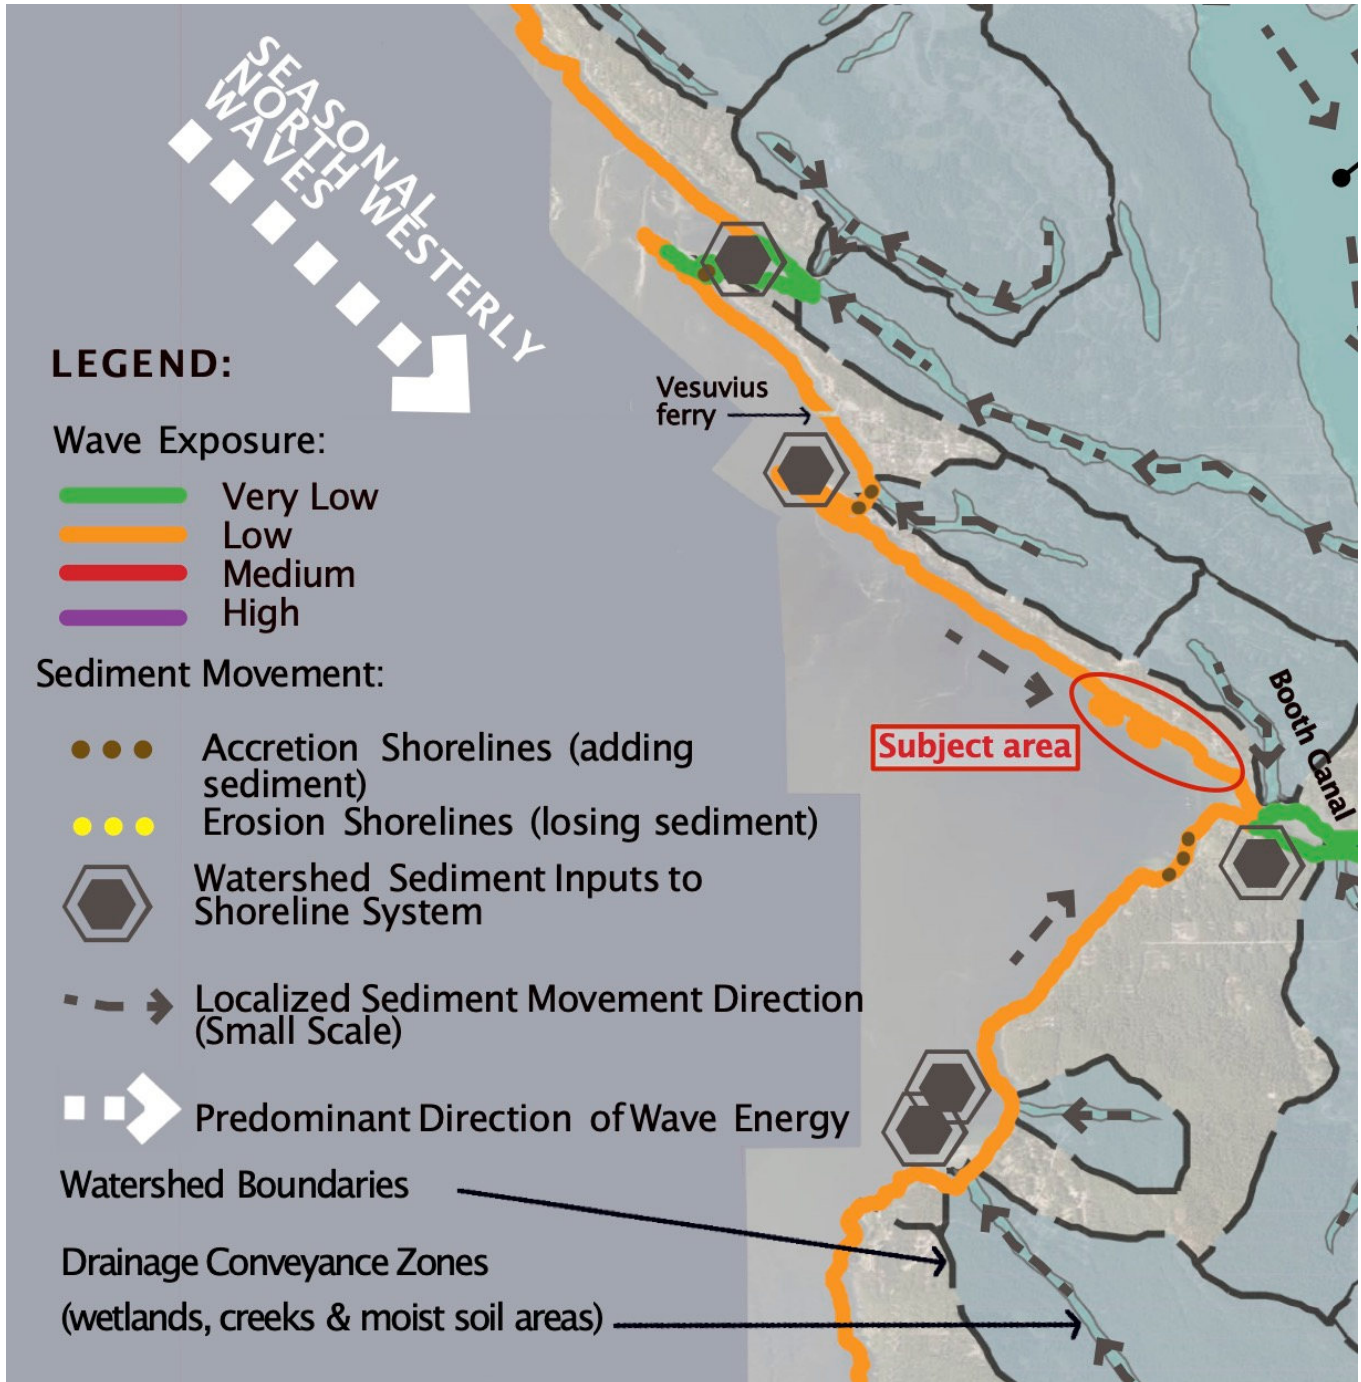 SEASONAL
NORTH WESTERLY
WAVES
LEGEND:
Wave Exposure:
Very Low
Low
Medium
High
Sediment Movement:
Accretion Shorelines (adding
sediment)
Erosion Shorelines (losing sediment)
Watershed Sediment Inputs to
Shoreline System
Localized Sediment Movement Direction
(Small Scale)
Predominant Direction of Wave Energy
Watershed Boundaries
Drainage Conveyance Zones
(wetlands, creeks & moist soil areas)
Vesuvius
ferry
Subject area
Booth Canal